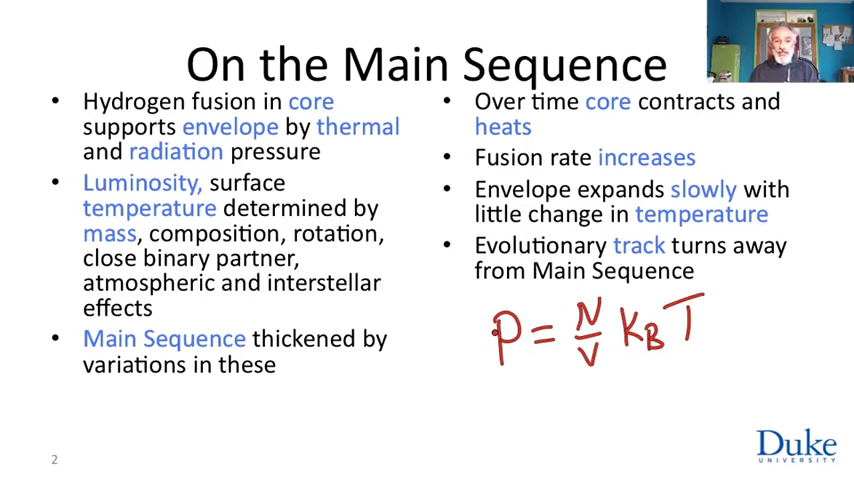 On the Main Sequence
• Hydrogen fusion in core
supports envelope by thermal
and radiation pressure
• Luminosity, surface
temperature determined by
mass, composition, rotation,
close binary partner,
atmospheric and interstellar
effects
• Main Sequence thickened by
variations in these
• Over time core contracts and
heats
• Fusion rate increases
• Envelope expands slowly with
little change in temperature
• Evolutionary track turns away
from Main Sequence
P = N/V K_B T
2
Duke
UNIVERSITY